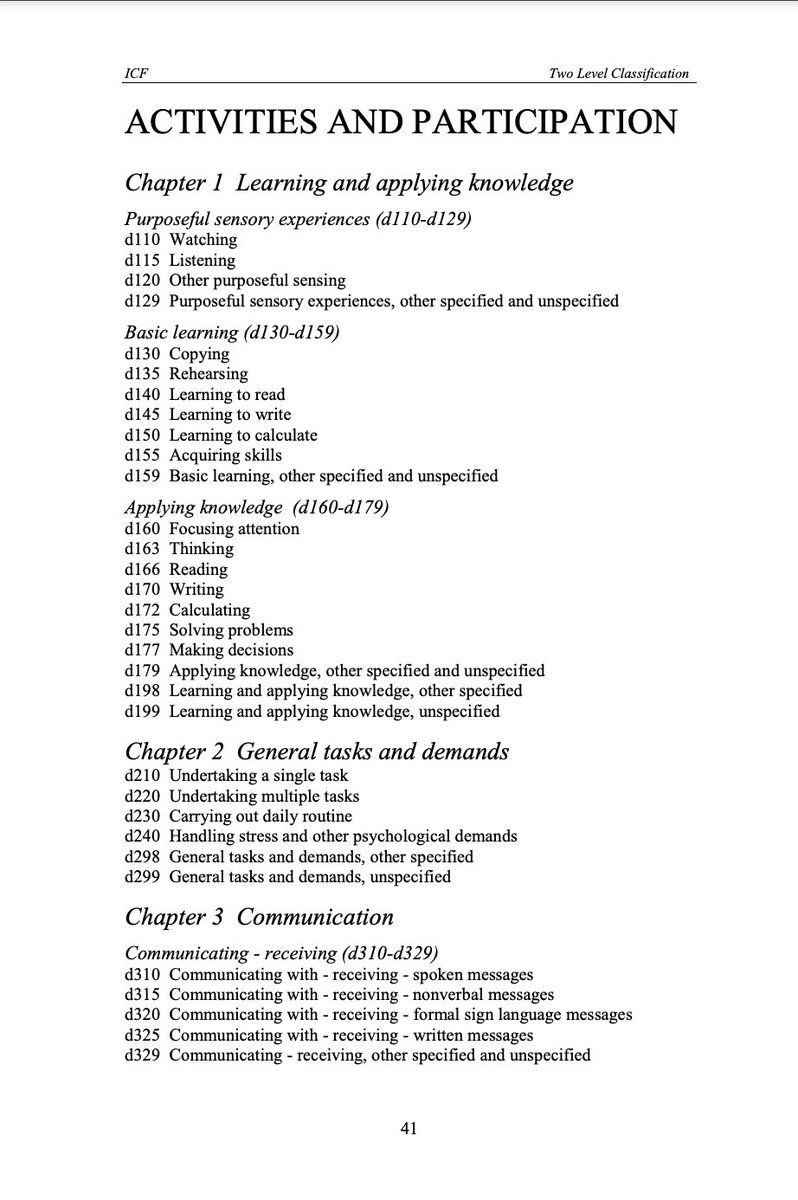 ICF Two Level Classification
ACTIVITIES AND PARTICIPATION
Chapter 1 Learning and applying knowledge
Purposeful sensory experiences (d110-d129)
d110 Watching
d115 Listening
d120 Other purposeful sensing
d129 Purposeful sensory experiences, other specified and unspecified
Basic learning (d130-d159)
d130 Copying
d135 Rehearsing
d140 Learning to read
d145 Learning to write
d150 Learning to calculate
d155 Acquiring skills
d159 Basic learning, other specified and unspecified
Applying knowledge (d160-d179)
d160 Focusing attention
d163 Thinking
d166 Reading
d170 Writing
d172 Calculating
d175 Solving problems
d177 Making decisions
d179 Applying knowledge, other specified and unspecified
d198 Learning and applying knowledge, other specified
d199 Learning and applying knowledge, unspecified
Chapter 2 General tasks and demands
d210 Undertaking a single task
d220 Undertaking multiple tasks
d230 Carrying out daily routine
d240 Handling stress and other psychological demands
d298 General tasks and demands, other specified
d299 General tasks and demands, unspecified
Chapter 3 Communication
Communicating - receiving (d310-d329)
d310 Communicating with - receiving - spoken messages
d315 Communicating with - receiving - nonverbal messages
d320 Communicating with - receiving - formal sign language messages
d325 Communicating with - receiving - written messages
d329 Communicating - receiving, other specified and unspecified
41